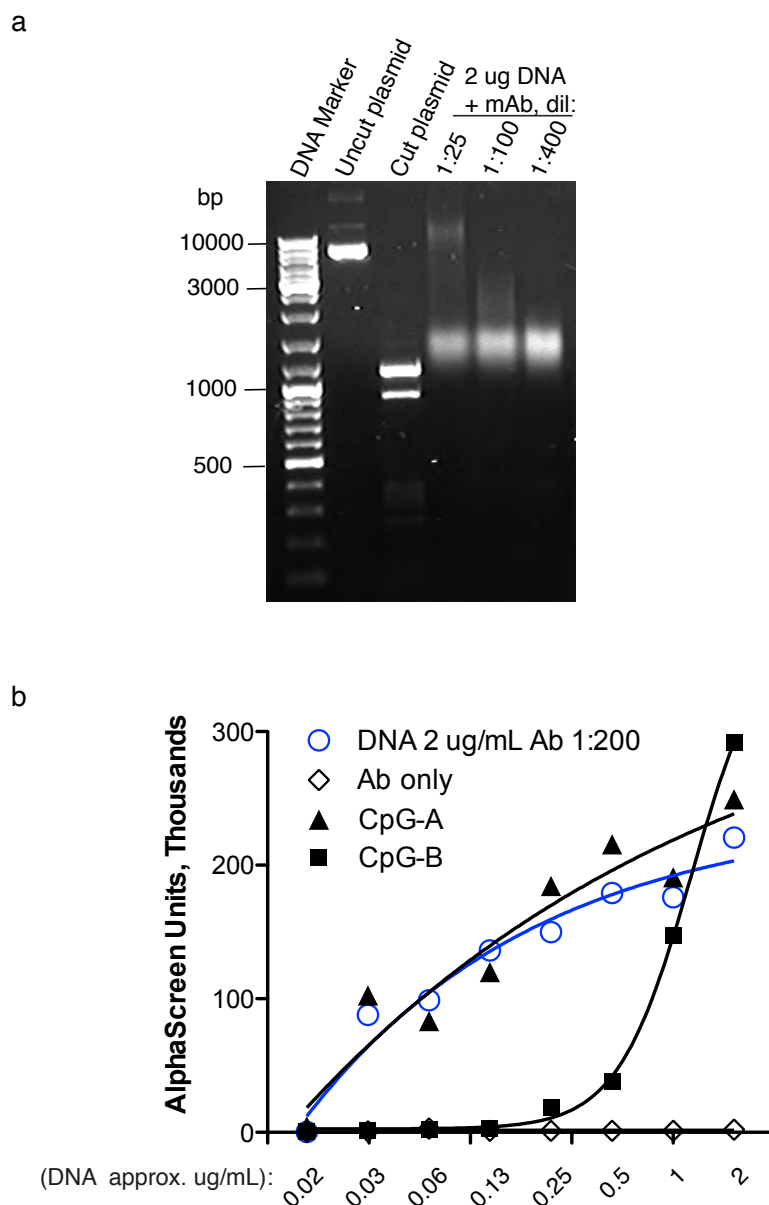 a
DNA Marker
Uncut plasmid
Cut plasmid
2 ug DNA
+ mAb, dil:
1:25
1:100
1:400
bp
10000
3000
1000
500
b
AlphaScreen Units, Thousands
300
200
100
0
DNA 2 ug/mL Ab 1:200
Ab only
CpG-A
CpG-B
(DNA approx. ug/mL):
0.02
0.03
0.06
0.13
0.25
0.5
1
2